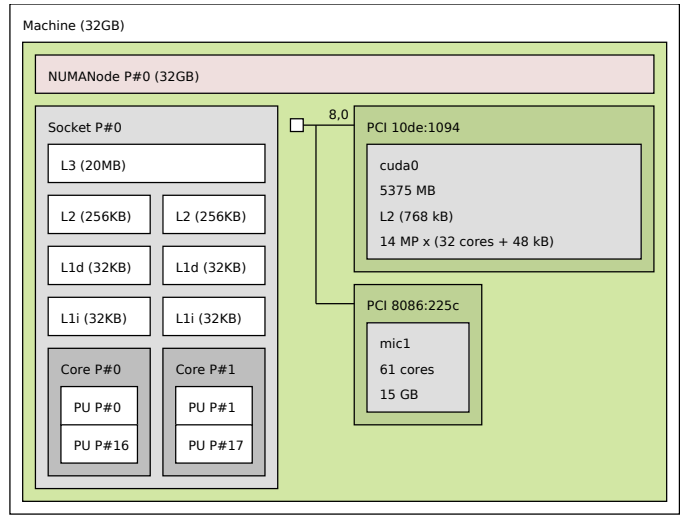 Machine (32GB)
NUMANode P#0 (32GB)
Socket P#0
L3 (20MB)
L2 (256KB)
L2 (256KB)
L1d (32KB)
L1d (32KB)
L1i (32KB)
L1i (32KB)
Core P#0
PU P#0
PU P#16
Core P#1
PU P#1
PU P#17
8,0
PCI 10de:1094
cuda0
5375 MB
L2 (768 kB)
14 MP x (32 cores + 48 kB)
PCI 8086:225c
mic1
61 cores
15 GB